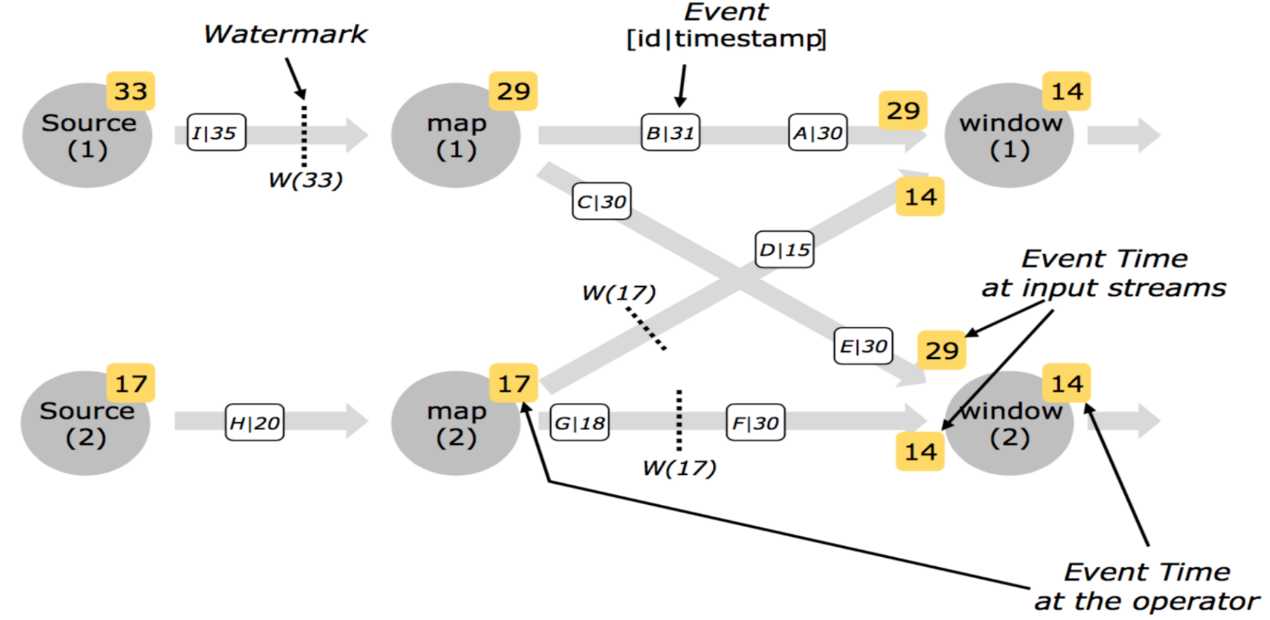 Watermark
Event
[id|timestamp]
33
Source
(1)
I|35
W(33)
29
map
(1)
B|31
A|30
29
14
window
(1)
C|30
14
D|15
W(17)
Event Time
at input streams
E|30
29
17
Source
(2)
H|20
17
map
(2)
G|18
W(17)
F|30
14
14
window
(2)
Event Time
at the operator